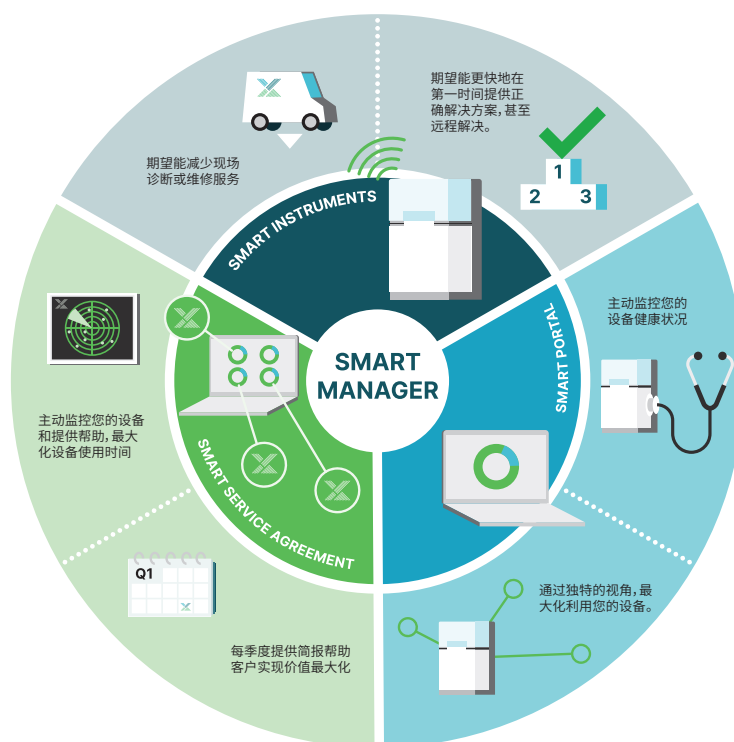 期望能更快地在
第一时间提供正
确解决方案,甚至
远程解决。
期望能减少现场
诊断或维修服务
1
2
3
SMART INSTRUMENTS
主动监控您的
设备健康状况
SMART PORTAL
SMART
MANAGER
主动监控您的设备
和提供帮助,最大
化设备使用时间
SMART SERVICE AGREEMENT
Q1
通过独特的视角,最
大化利用您的设备。
每季度提供简报帮助
客户实现价值最大化